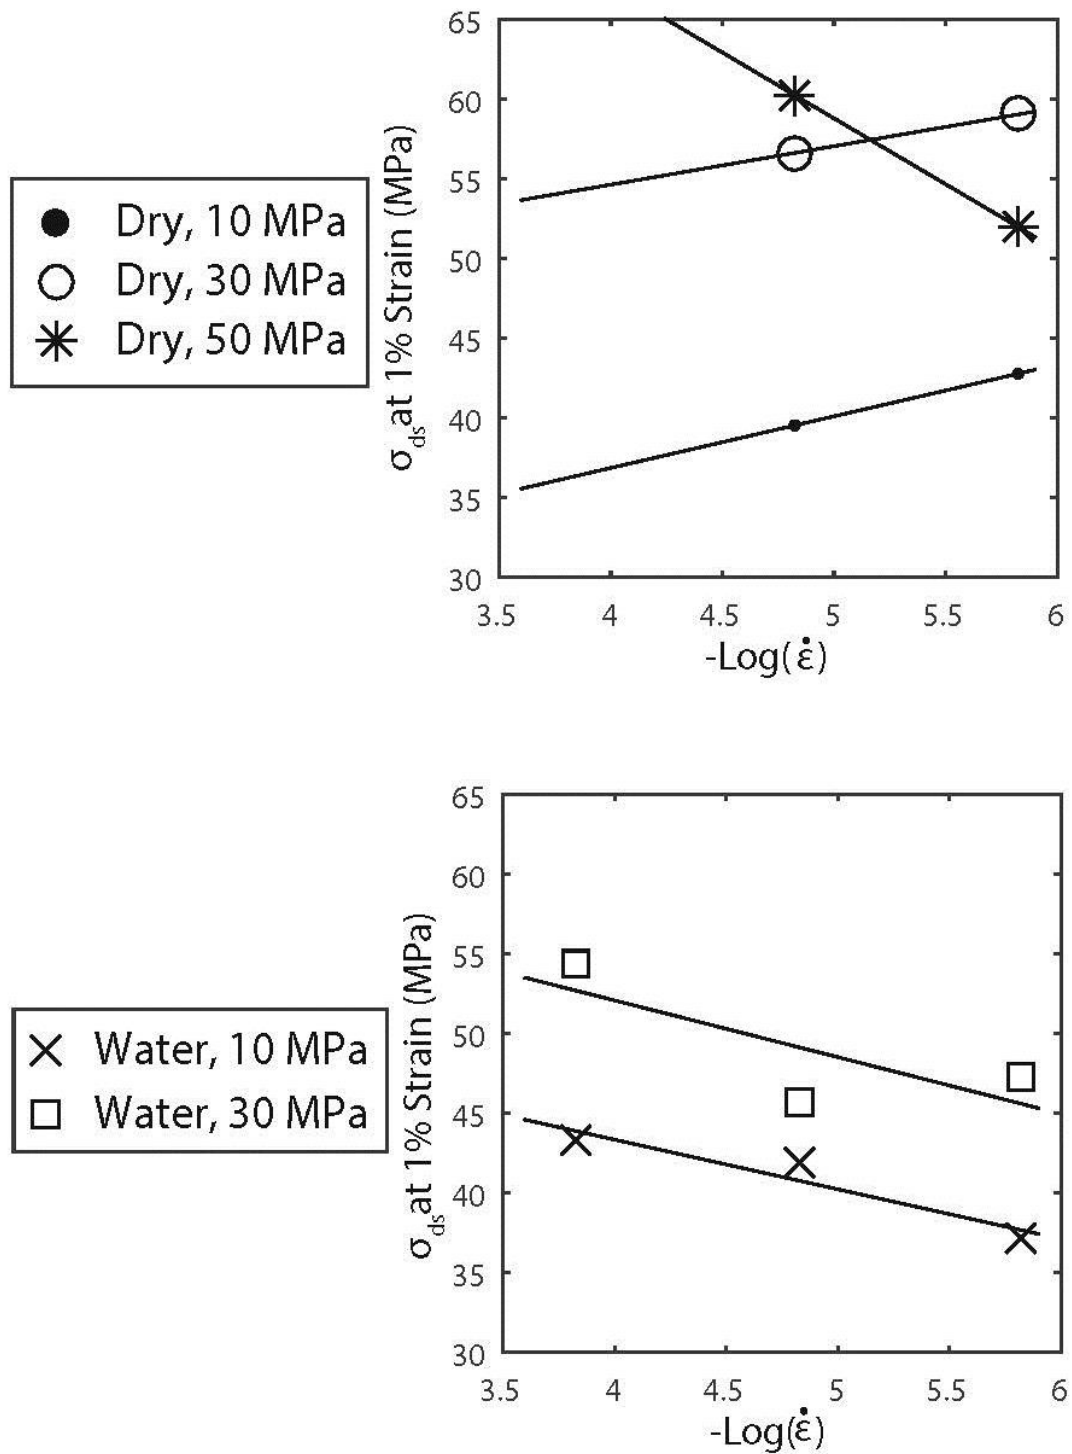 Dry, 10 MPa
Dry, 30 MPa
Dry, 50 MPa
σds at 1% Strain (MPa)
65
60
55
50
45
40
35
30
3.5 4 4.5 5 5.5 6
-Log(ε̇)
Water, 10 MPa
Water, 30 MPa
σds at 1% Strain (MPa)
65
60
55
50
45
40
35
30
3.5 4 4.5 5 5.5 6
-Log(ε̇)